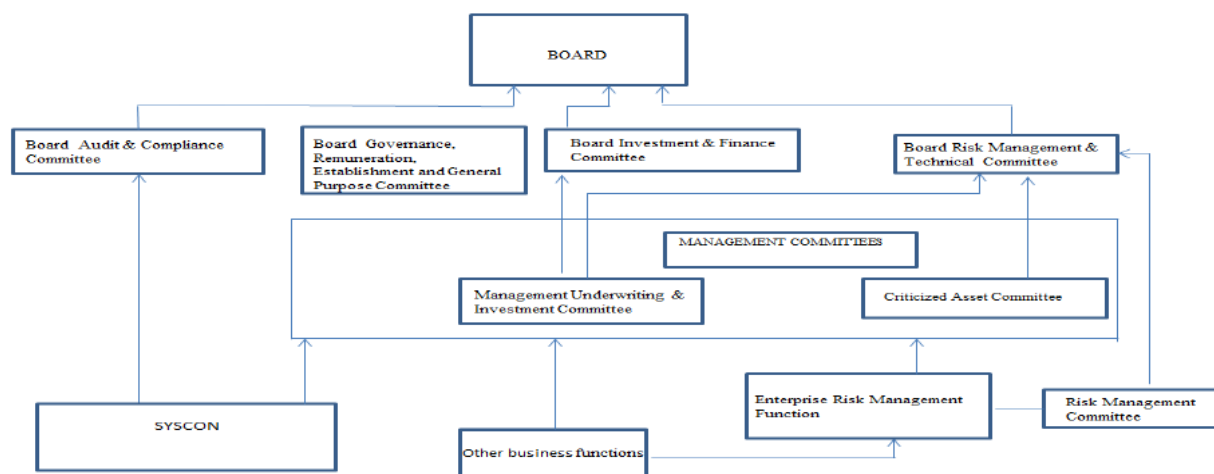 BOARD
Board Audit & Compliance
Committee
Board Governance,
Remuneration,
Establishment and General
Purpose Committee
Board Investment & Finance
Committee
Board Risk Management &
Technical Committee
MANAGEMENT COMMITTEES
Management Underwriting &
Investment Committee
Criticized Asset Committee
SYSCON
Other business functions
Enterprise Risk Management
Function
Risk Management
Committee